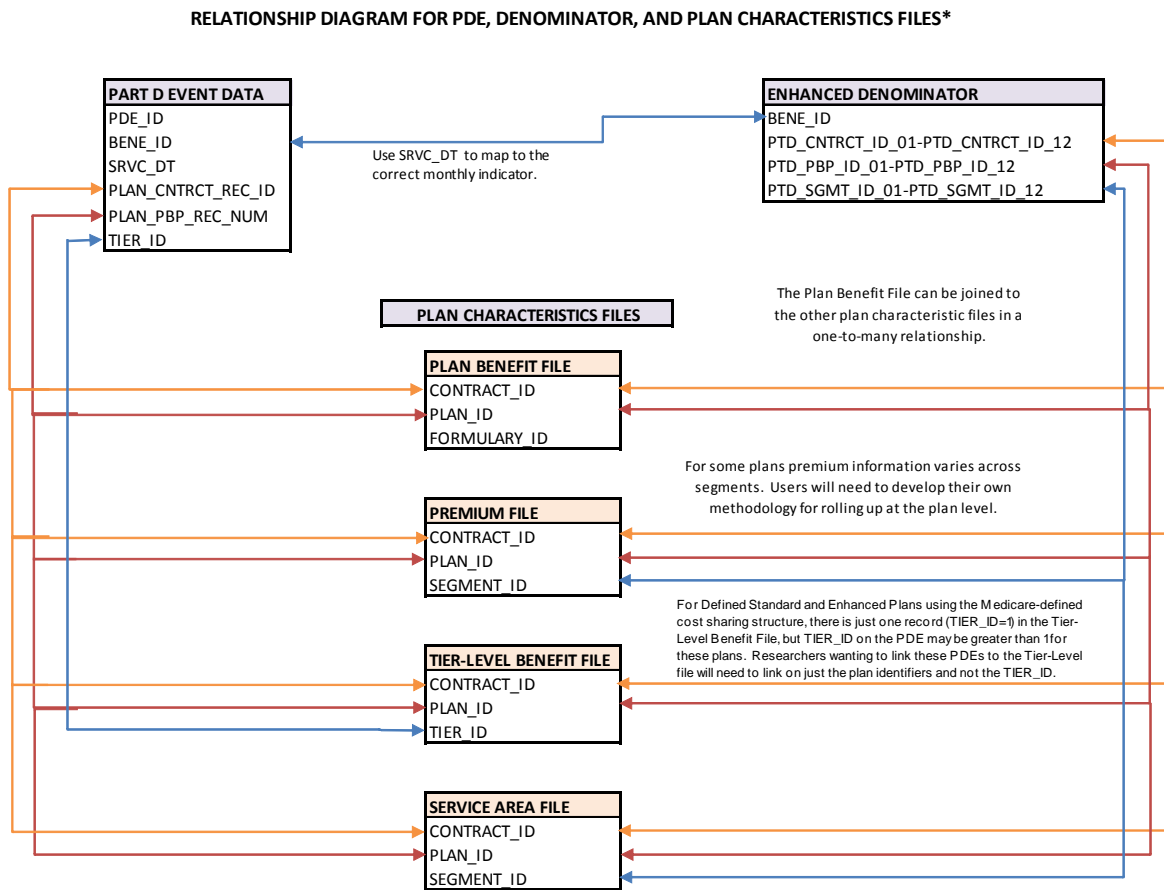 RELATIONSHIP DIAGRAM FOR PDE, DENOMINATOR, AND PLAN CHARACTERISTICS FILES*
PART D EVENT DATA
PDE_ID
BENE_ID
SRVC_DT
PLAN_CNTRCT_REC_ID
PLAN_PBP_REC_NUM
TIER_ID
Use SRVC_DT to map to the
correct monthly indicator.
ENHANCED DENOMINATOR
BENE_ID
PTD_CNTRCT_ID_01-PTD_CNTRCT_ID_12
PTD_PBP_ID_01-PTD_PBP_ID_12
PTD_SGMT_ID_01-PTD_SGMT_ID_12
The Plan Benefit File can be joined to
the other plan characteristic files in a
one-to-many relationship.
PLAN CHARACTERISTICS FILES
PLAN BENEFIT FILE
CONTRACT_ID
PLAN_ID
FORMULARY_ID
For some plans premium information varies across
segments. Users will need to develop their own
methodology for rolling up at the plan level.
PREMIUM FILE
CONTRACT_ID
PLAN_ID
SEGMENT_ID
For Defined Standard and Enhanced Plans using the Medicare-defined
cost sharing structure, there is just one record (TIER_ID=1) in the Tier-
Level Benefit File, but TIER_ID on the PDE may be greater than 1for
these plans. Researchers wanting to link these PDEs to the Tier-Level
file will need to link on just the plan identifiers and not the TIER_ID.
TIER-LEVEL BENEFIT FILE
CONTRACT_ID
PLAN_ID
TIER_ID
SERVICE AREA FILE
CONTRACT_ID
PLAN_ID
SEGMENT_ID